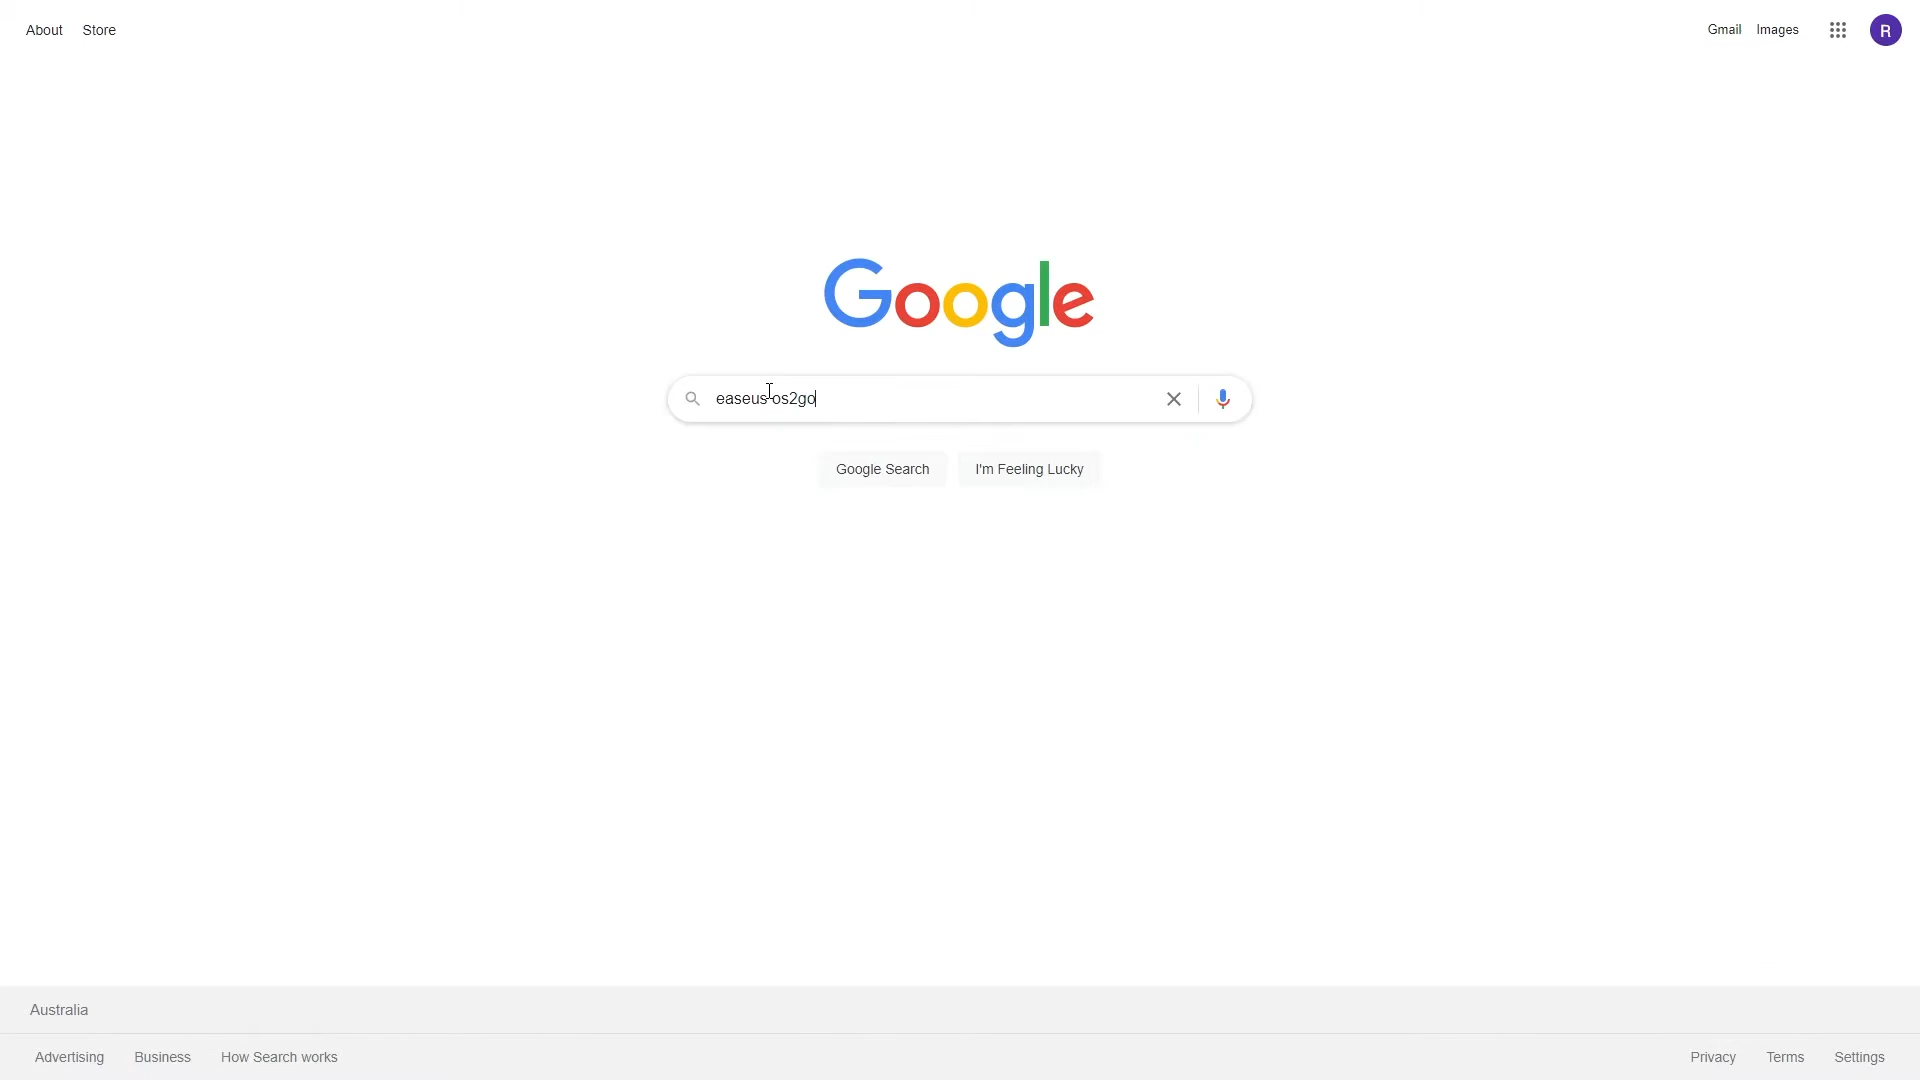 About Store
Gmail Images
R
Google
easeus os2go
Google Search I'm Feeling Lucky
Australia
Advertising Business How Search works
Privacy Terms Settings